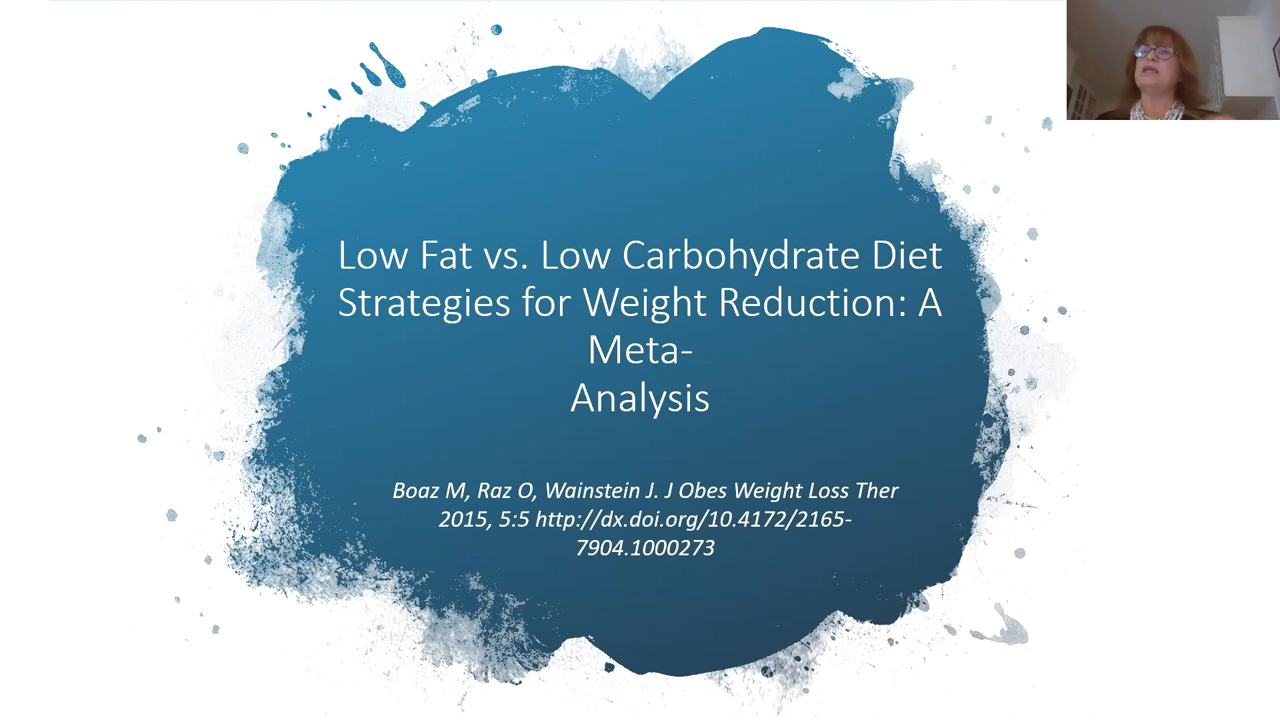 Low Fat vs. Low Carbohydrate Diet
Strategies for Weight Reduction: A
Meta-
Analysis
Boaz M, Raz O, Wainstein J. J Obes Weight Loss Ther
2015, 5:5 http://dx.doi.org/10.4172/2165-
7904.1000273